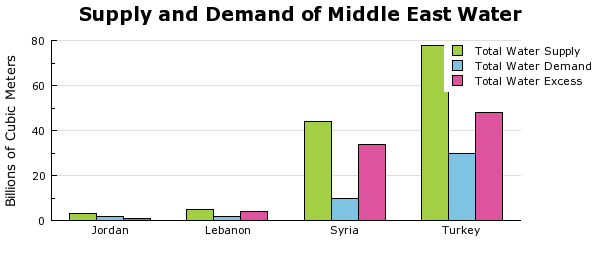 Supply and Demand of Middle East Water
Billions of Cubic Meters
80
60
40
20
0
Total Water Supply
Total Water Demand
Total Water Excess
Jordan
Lebanon
Syria
Turkey